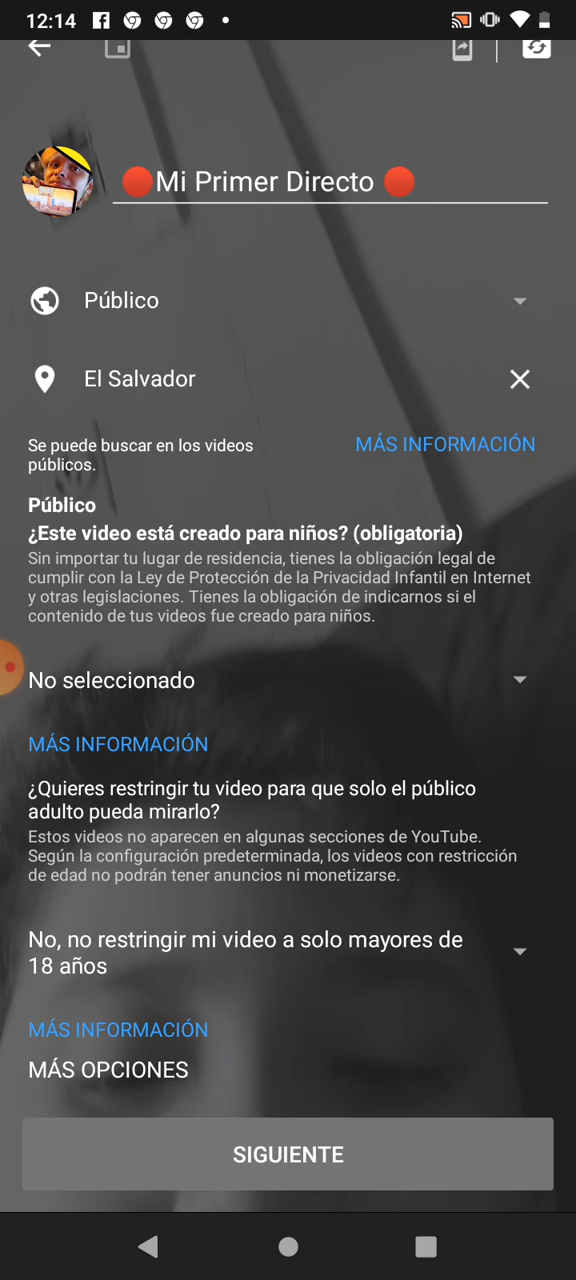 12:14
🔴Mi Primer Directo 🔴
Público
El Salvador
Se puede buscar en los videos
públicos.
MÁS INFORMACIÓN
Público
¿Este video está creado para niños? (obligatoria)
Sin importar tu lugar de residencia, tienes la obligación legal de
cumplir con la Ley de Protección de la Privacidad Infantil en Internet
y otras legislaciones. Tienes la obligación de indicarnos si el
contenido de tus videos fue creado para niños.
No seleccionado
MÁS INFORMACIÓN
¿Quieres restringir tu video para que solo el público
adulto pueda mirarlo?
Estos videos no aparecen en algunas secciones de YouTube.
Según la configuración predeterminada, los videos con restricción
de edad no podrán tener anuncios ni monetizarse.
No, no restringir mi video a solo mayores de
18 años
MÁS INFORMACIÓN
MÁS OPCIONES
SIGUIENTE